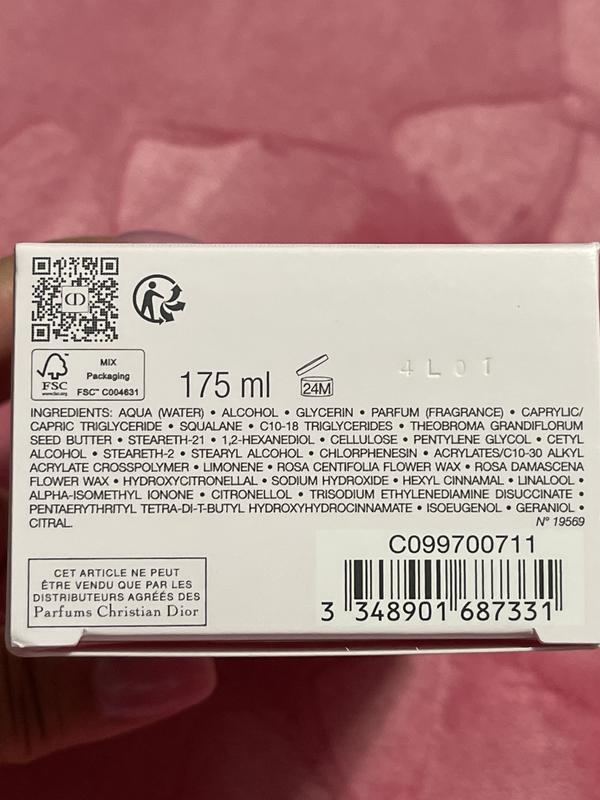 CD
FSC
www.fsc.org
MIX
Packaging
FSC™ C004631
175 ml
24M
4L01
INGREDIENTS: AQUA (WATER) • ALCOHOL • GLYCERIN • PARFUM (FRAGRANCE) • CAPRYLIC/
CAPRIC TRIGLYCERIDE • SQUALANE • C10-18 TRIGLYCERIDES • THEOBROMA GRANDIFLORUM
SEED BUTTER • STEARETH-21 • 1,2-HEXANEDIOL • CELLULOSE • PENTYLENE GLYCOL • CETYL
ALCOHOL • STEARETH-2 • STEARYL ALCOHOL • CHLORPHENESIN • ACRYLATES/C10-30 ALKYL
ACRYLATE CROSSPOLYMER • LIMONENE • ROSA CENTIFOLIA FLOWER WAX • ROSA DAMASCENA
FLOWER WAX • HYDROXYCITRONELLAL • SODIUM HYDROXIDE • HEXYL CINNAMAL • LINALOOL •
ALPHA-ISOMETHYL IONONE • CITRONELLOL • TRISODIUM ETHYLENEDIAMINE DISUCCINATE •
PENTAERYTHRITYL TETRA-DI-T-BUTYL HYDROXYHYDROCINNAMATE • ISOEUGENOL • GERANIOL •
CITRAL.
N° 19569
CET ARTICLE NE PEUT
ÊTRE VENDU QUE PAR LES
DISTRIBUTEURS AGRÉÉS DES
Parfums Christian Dior
C099700711
3 348901 687331